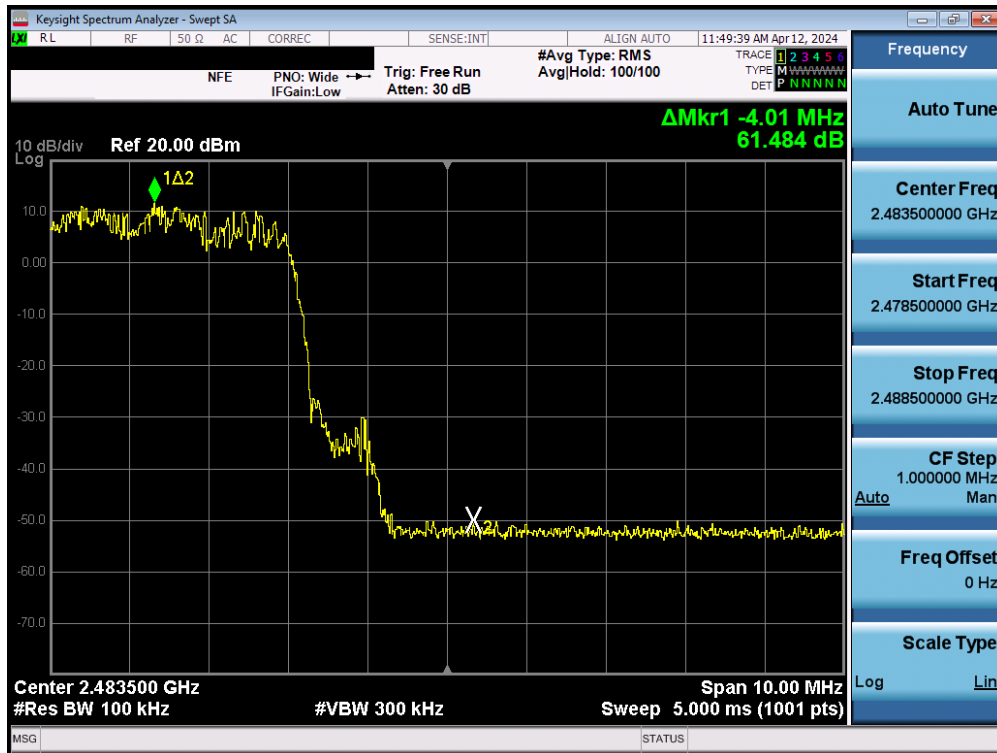 Keysight Spectrum Analyzer - Swept SA
LXI RL RF 50 Ω AC CORREC SENSE:INT ALIGN AUTO 11:49:39 AM Apr 12, 2024
NFE PNO: Wide Trig: Free Run #Avg Type: RMS TRACE 1 2 3 4 5 6
IFGain:Low Atten: 30 dB Avg|Hold: 100/100 TYPE M WWWWW
DET P N N N N N
ΔMkr1 -4.01 MHz
61.484 dB
10 dB/div Ref 20.00 dBm
Log
1Δ2
10.0
0.00
-10.0
-20.0
-30.0
-40.0
-50.0
2
-60.0
-70.0
Center 2.483500 GHz Span 10.00 MHz
#Res BW 100 kHz #VBW 300 kHz Sweep 5.000 ms (1001 pts)
MSG STATUS
Frequency
Auto Tune
Center Freq
2.483500000 GHz
Start Freq
2.478500000 GHz
Stop Freq
2.488500000 GHz
CF Step
1.000000 MHz
Auto Man
Freq Offset
0 Hz
Scale Type
Log Lin